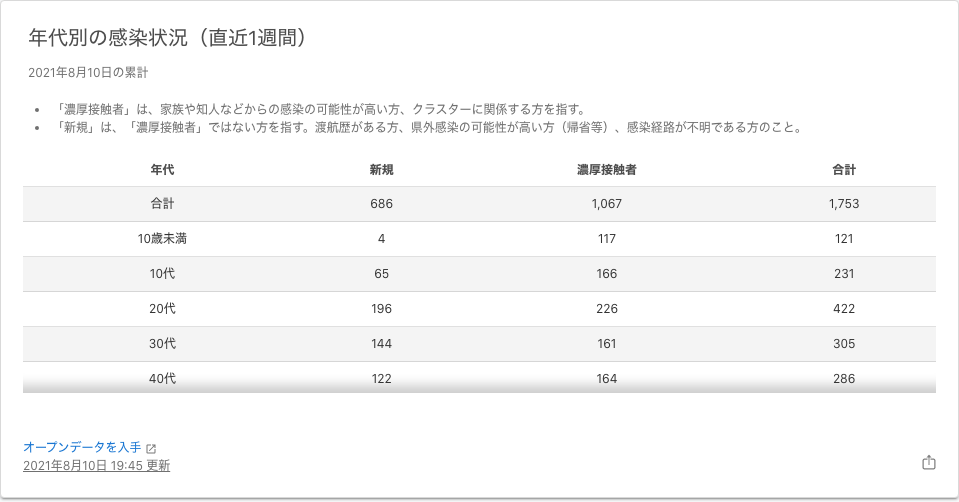 年代別の感染状況（直近1週間）
2021年8月10日の累計
• 「濃厚接触者」は、家族や知人などからの感染の可能性が高い方、クラスターに関係する方を指す。
• 「新規」は、「濃厚接触者」ではない方を指す。渡航歴がある方、県外感染の可能性が高い方（帰省等）、感染経路が不明である方のこと。
年代 新規 濃厚接触者 合計
合計 686 1,067 1,753
10歳未満 4 117 121
10代 65 166 231
20代 196 226 422
30代 144 161 305
40代 122 164 286
オープンデータを入手
2021年8月10日 19:45 更新